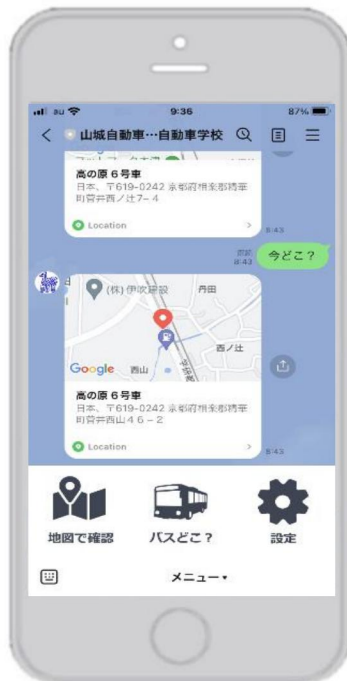 au
9:36
87%
山城自動車…自動車学校
高の原 6号車
日本、〒619-0242 京都府相楽郡精華
町菅井西ノ辻7-4
Location
8:43
既読
8:43
今どこ？
(株)伊吹建設
丹田
西ノ辻
西山
Google
高の原 6号車
日本、〒619-0242 京都府相楽郡精華
町菅井西山46-2
Location
8:43
地図で確認
バスどこ？
設定
メニュー▾